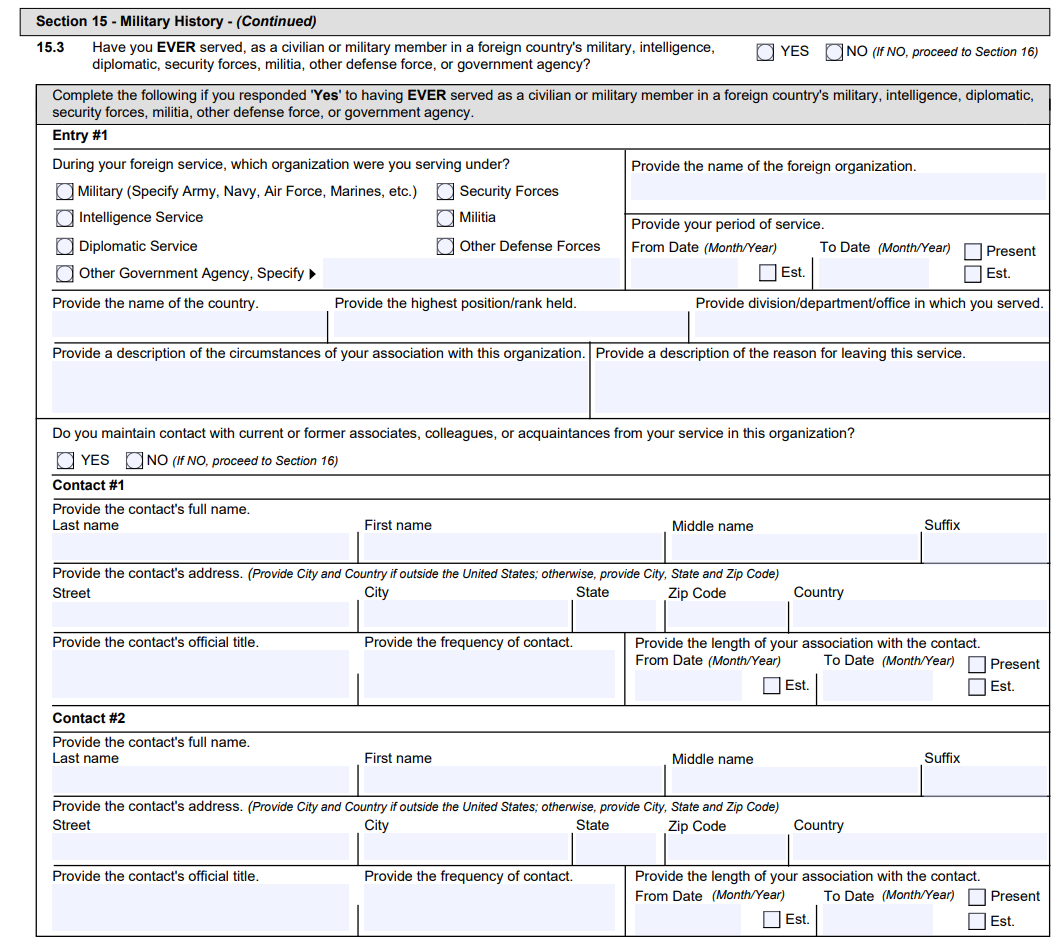 Section 15 - Military History - (Continued)
15.3 Have you EVER served, as a civilian or military member in a foreign country's military, intelligence,
diplomatic, security forces, militia, other defense force, or government agency?
YES NO (If NO, proceed to Section 16)
Complete the following if you responded 'Yes' to having EVER served as a civilian or military member in a foreign country's military, intelligence, diplomatic,
security forces, militia, other defense force, or government agency.
Entry #1
During your foreign service, which organization were you serving under?
Military (Specify Army, Navy, Air Force, Marines, etc.) Security Forces
Intelligence Service Militia
Diplomatic Service Other Defense Forces
Other Government Agency, Specify
Provide the name of the foreign organization.
Provide your period of service.
From Date (Month/Year) To Date (Month/Year) Present
Est. Est.
Provide the name of the country. Provide the highest position/rank held. Provide division/department/office in which you served.
Provide a description of the circumstances of your association with this organization. Provide a description of the reason for leaving this service.
Do you maintain contact with current or former associates, colleagues, or acquaintances from your service in this organization?
YES NO (If NO, proceed to Section 16)
Contact #1
Provide the contact's full name.
Last name First name Middle name Suffix
Provide the contact's address. (Provide City and Country if outside the United States; otherwise, provide City, State and Zip Code)
Street City State Zip Code Country
Provide the contact's official title. Provide the frequency of contact. Provide the length of your association with the contact.
From Date (Month/Year) To Date (Month/Year) Present
Est. Est.
Contact #2
Provide the contact's full name.
Last name First name Middle name Suffix
Provide the contact's address. (Provide City and Country if outside the United States; otherwise, provide City, State and Zip Code)
Street City State Zip Code Country
Provide the contact's official title. Provide the frequency of contact. Provide the length of your association with the contact.
From Date (Month/Year) To Date (Month/Year) Present
Est. Est.